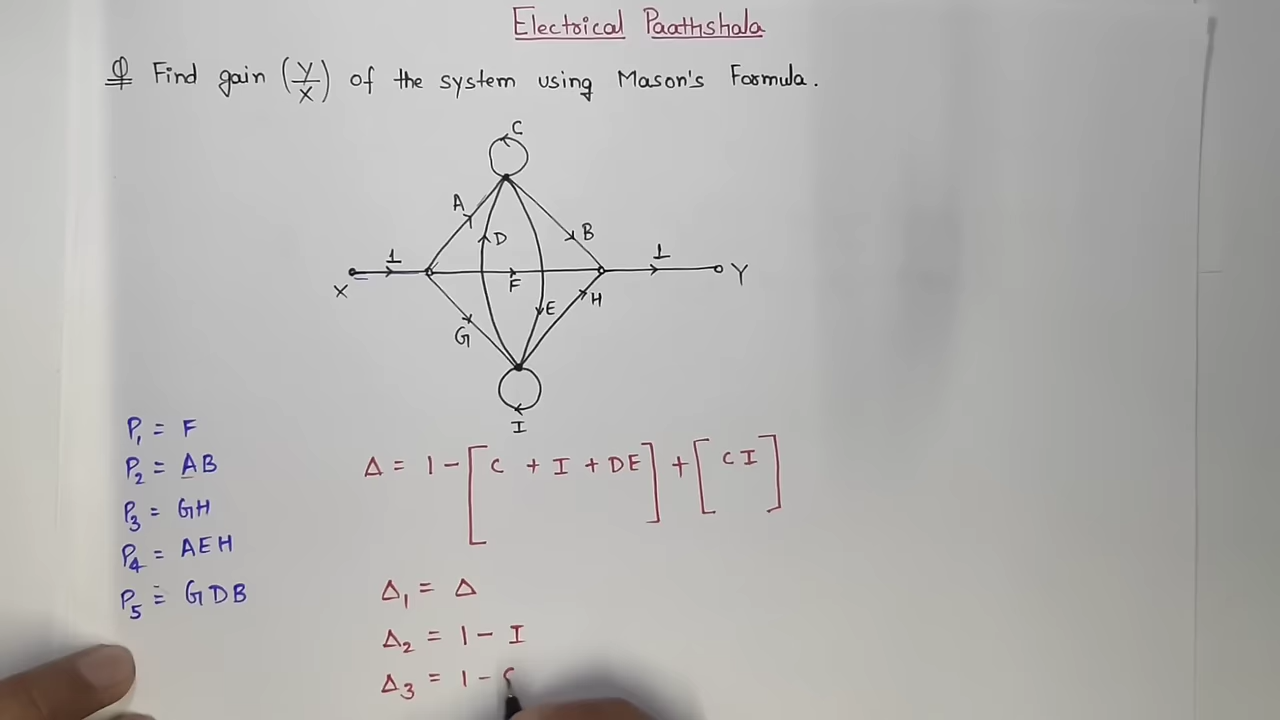 Electrical Paathshala
Q Find gain (Y/X) of the system using Mason's Formula.
C
A
B
D
1
1
X
F
Y
E
H
G
I
P1 = F
P2 = AB
P3 = GH
P4 = AEH
P5 = GDB
Δ = 1 - [C + I + DE] + [CI]
Δ1 = Δ
Δ2 = 1 - I
Δ3 = 1 -